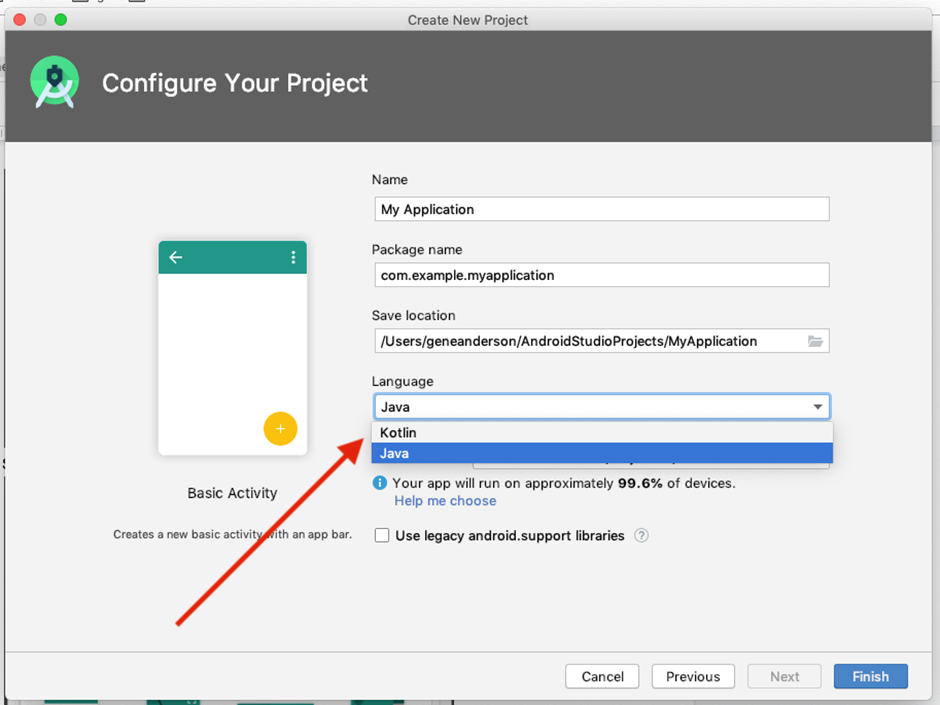 Create New Project
Configure Your Project
Name
My Application
Package name
com.example.myapplication
Save location
/Users/geneanderson/AndroidStudioProjects/MyApplication
Language
Java
Kotlin
Java
Your app will run on approximately 99.6% of devices.
Help me choose
Basic Activity
Creates a new basic activity with an app bar.
Use legacy android.support libraries ?
Cancel Previous Next Finish